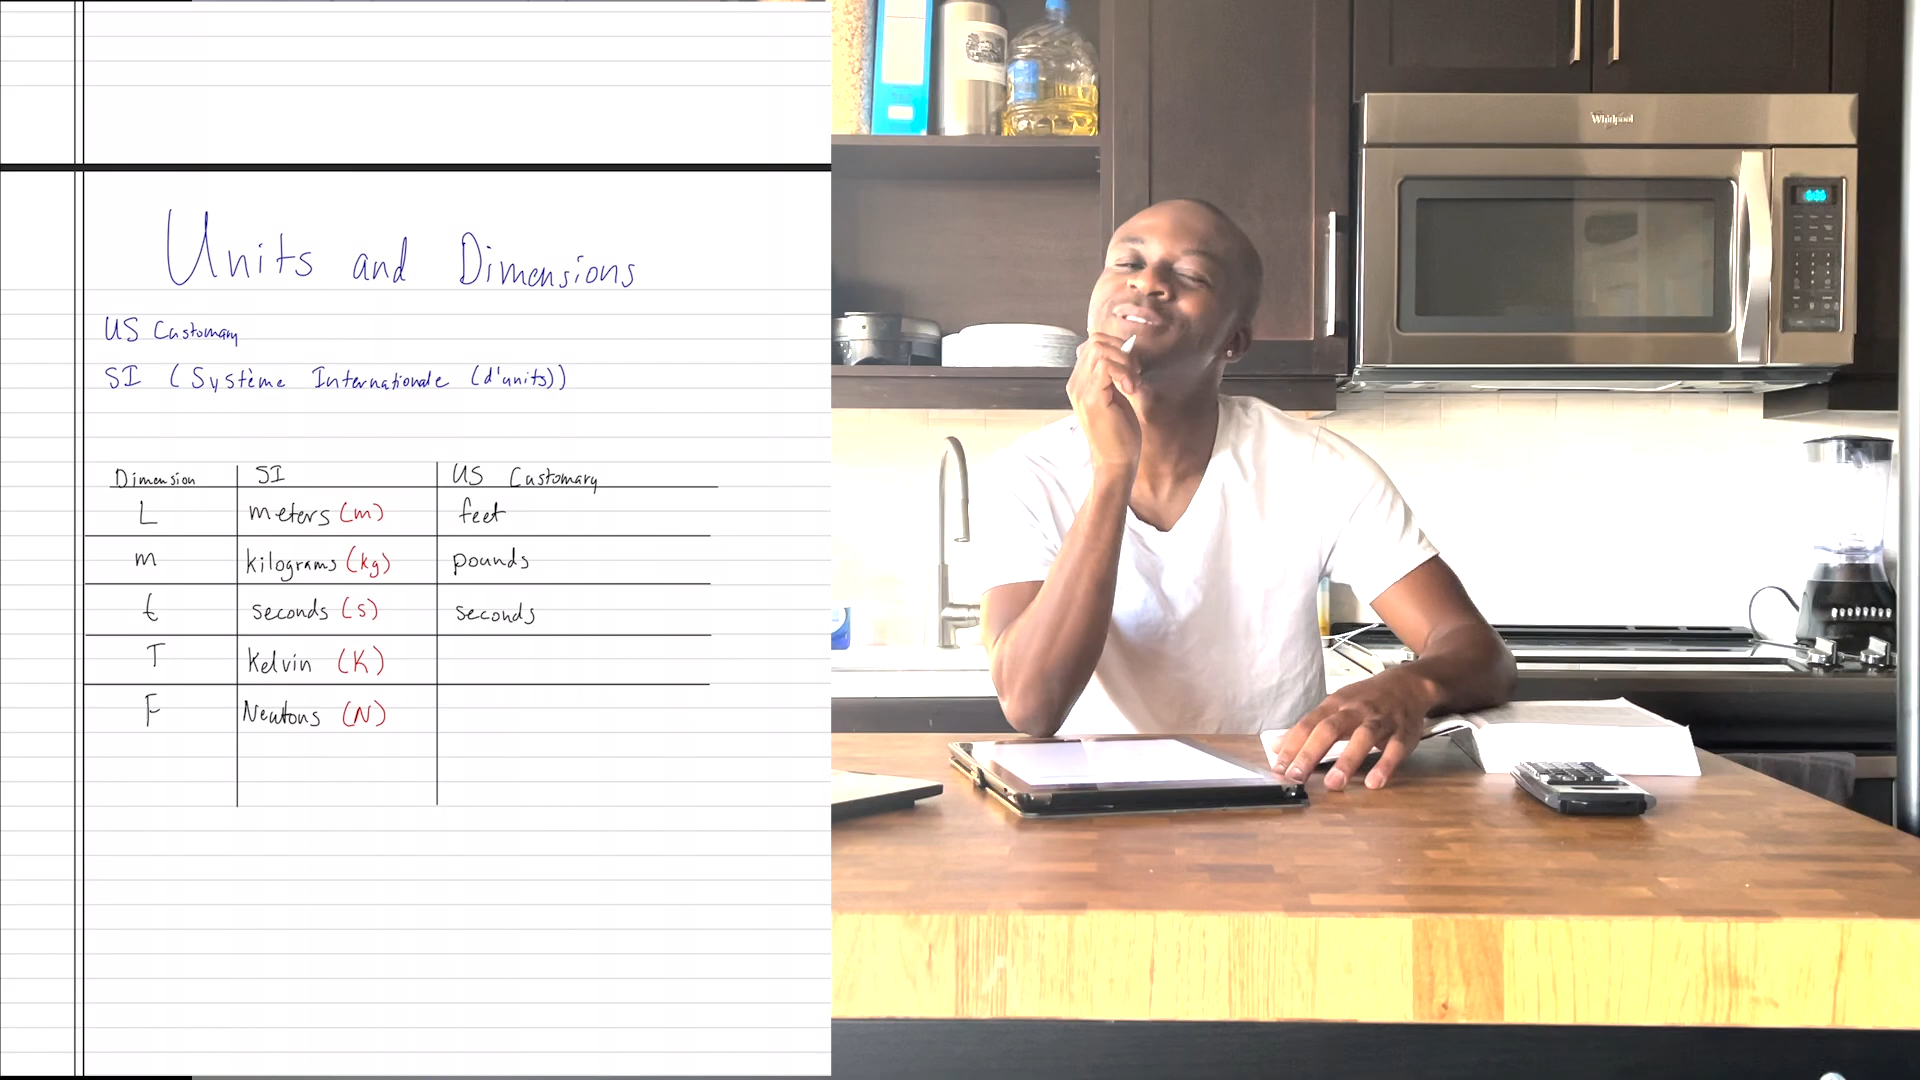 Units and Dimensions
US Customary
SI (Système Internationale (d'units))
Dimension SI US Customary
L meters (m) feet
m kilograms (kg) pounds
t seconds (s) seconds
T Kelvin (K)
F Newtons (N)
Whirlpool